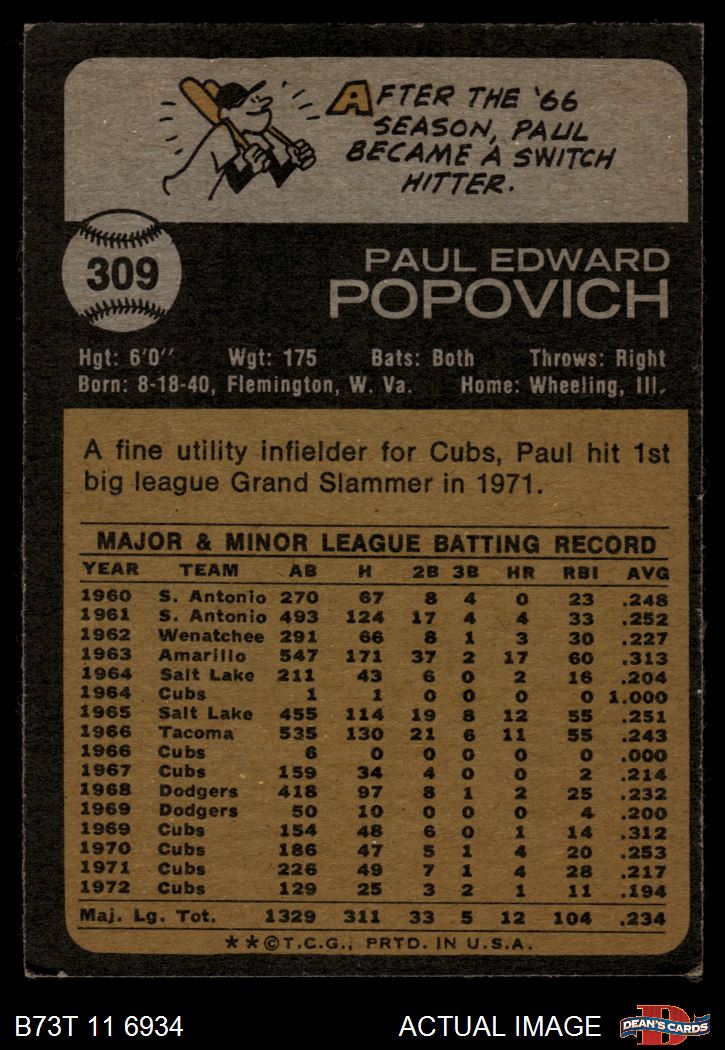 AFTER THE '66
SEASON, PAUL
BECAME A SWITCH
HITTER.
309
PAUL EDWARD
POPOVICH
Hgt: 6'0" Wgt: 175 Bats: Both Throws: Right
Born: 8-18-40, Flemington, W. Va. Home: Wheeling, Ill.
A fine utility infielder for Cubs, Paul hit 1st
big league Grand Slammer in 1971.
MAJOR & MINOR LEAGUE BATTING RECORD
YEAR TEAM AB H 2B 3B HR RBI AVG
1960 S. Antonio 270 67 8 4 0 23 .248
1961 S. Antonio 493 124 17 4 4 33 .252
1962 Wenatchee 291 66 8 1 3 30 .227
1963 Amarillo 547 171 37 2 17 60 .313
1964 Salt Lake 211 43 6 0 2 16 .204
1964 Cubs 1 1 0 0 0 0 1.000
1965 Salt Lake 455 114 19 8 12 55 .251
1966 Tacoma 535 130 21 6 11 55 .243
1966 Cubs 6 0 0 0 0 0 .000
1967 Cubs 159 34 4 0 0 2 .214
1968 Dodgers 418 97 8 1 2 25 .232
1969 Dodgers 50 10 0 0 0 4 .200
1969 Cubs 154 48 6 0 1 14 .312
1970 Cubs 186 47 5 1 4 20 .253
1971 Cubs 226 49 7 1 4 28 .217
1972 Cubs 129 25 3 2 1 11 .194
Maj. Lg. Tot. 1329 311 33 5 12 104 .234
**©T.C.G., PRTD. IN U.S.A.
B73T 11 6934 ACTUAL IMAGE DEAN'S CARDS